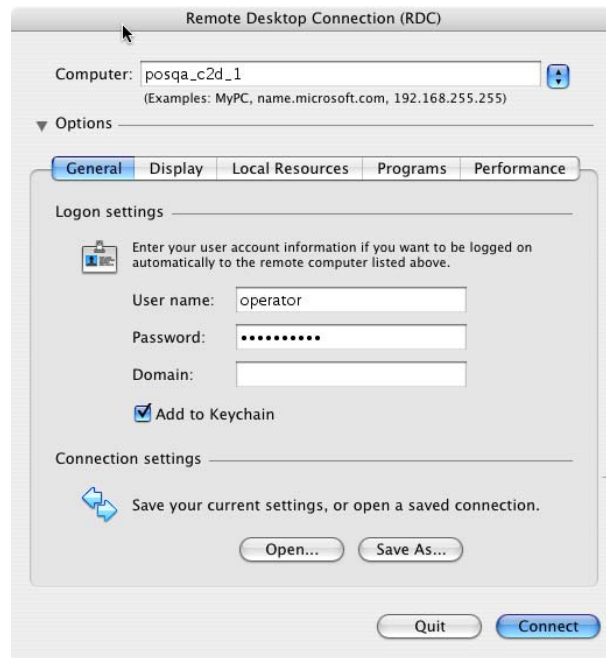 Remote Desktop Connection (RDC)
Computer: posqa_c2d_1
(Examples: MyPC, name.microsoft.com, 192.168.255.255)
Options
General Display Local Resources Programs Performance
Logon settings
Enter your user account information if you want to be logged on
automatically to the remote computer listed above.
User name: operator
Password: ••••••••••
Domain:
Add to Keychain
Connection settings
Save your current settings, or open a saved connection.
Open... Save As...
Quit Connect